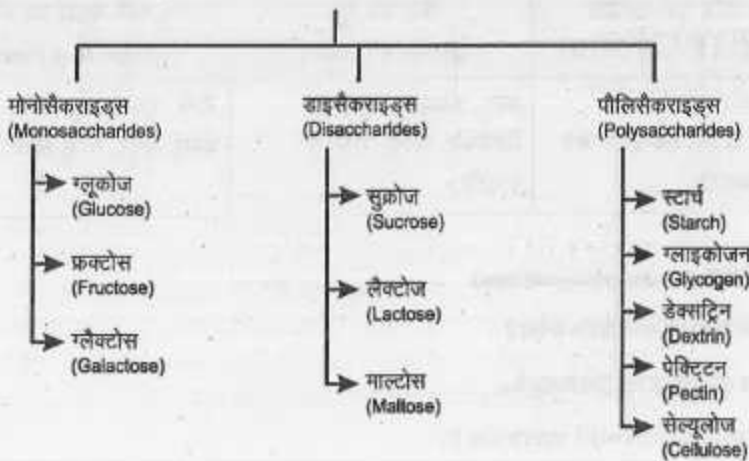 मोनोसैकराइड्स
(Monosaccharides)
ग्लूकोज
(Glucose)
फ्रक्टोस
(Fructose)
ग्लैक्टोस
(Galactose)
डाइसैकराइड्स
(Disaccharides)
सुक्रोज
(Sucrose)
लैक्टोज
(Lactose)
माल्टोस
(Maltose)
पौलिसैकराइड्स
(Polysaccharides)
स्टार्च
(Starch)
ग्लाइकोजन
(Glycogen)
डेक्सट्रिन
(Dextrin)
पेक्ट्टिन
(Pectin)
सेल्यूलोज
(Cellulose)